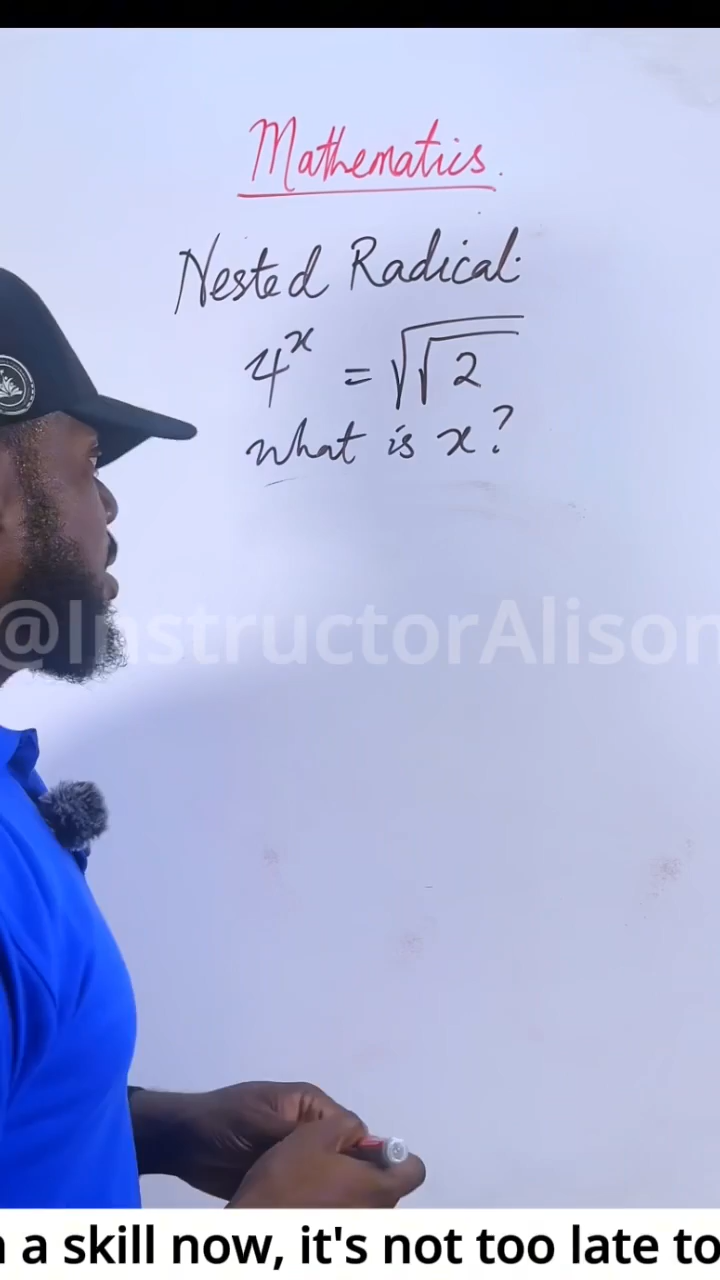 Mathematics.
Nested Radical.
4^x = √√2
what is x?
@InstructorAlison
a skill now, it's not too late to